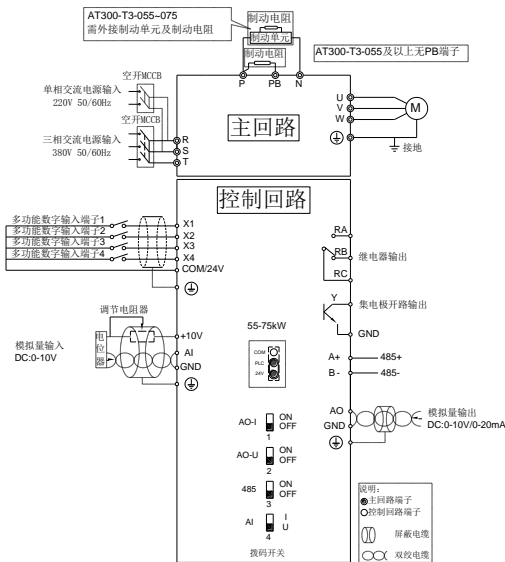 AT300-T3-055~075
需外接制动单元及制动电阻
制动电阻
制动单元
制动电阻
AT300-T3-055及以上无PB端子
P
PB
N
空开MCCB
单相交流电源输入
220V 50/60Hz
空开MCCB
三相交流电源输入
380V 50/60Hz
R
S
T
主回路
U
V
W
M
接地
控制回路
多功能数字输入端子1
多功能数字输入端子2
多功能数字输入端子3
多功能数字输入端子4
X1
X2
X3
X4
COM/24V
RA
RB
RC
继电器输出
Y
集电极开路输出
GND
调节电阻器
电位器
模拟量输入
DC:0-10V
+10V
AI
GND
55-75kW
COM
PLC
24V
A+
485+
B-
485-
AO
GND
模拟量输出
DC:0-10V/0-20mA
AO-I
ON
OFF
1
AO-U
ON
OFF
2
485
ON
OFF
3
AI
I
U
4
拨码开关
说明:
主回路端子
控制回路端子
屏蔽电缆
双绞电缆